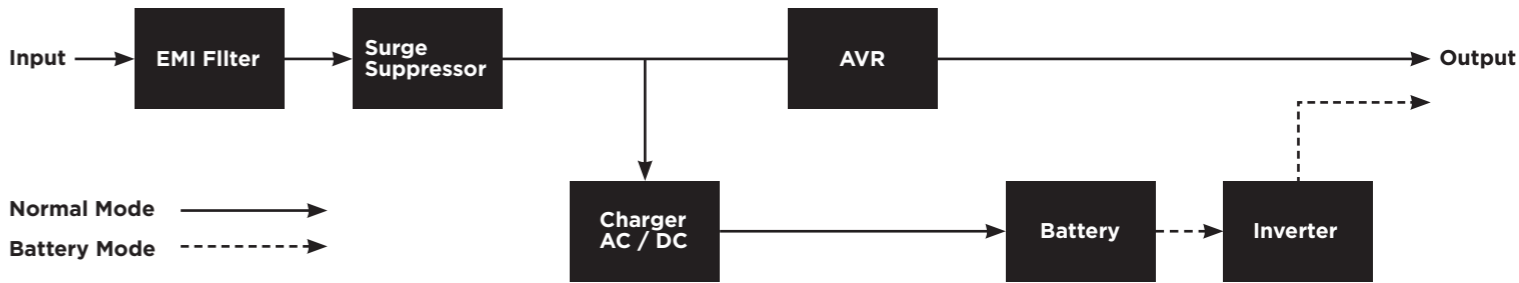 Input
EMI FIlter
Surge
Suppressor
AVR
Output
Normal Mode
Battery Mode
Charger
AC / DC
Battery
Inverter